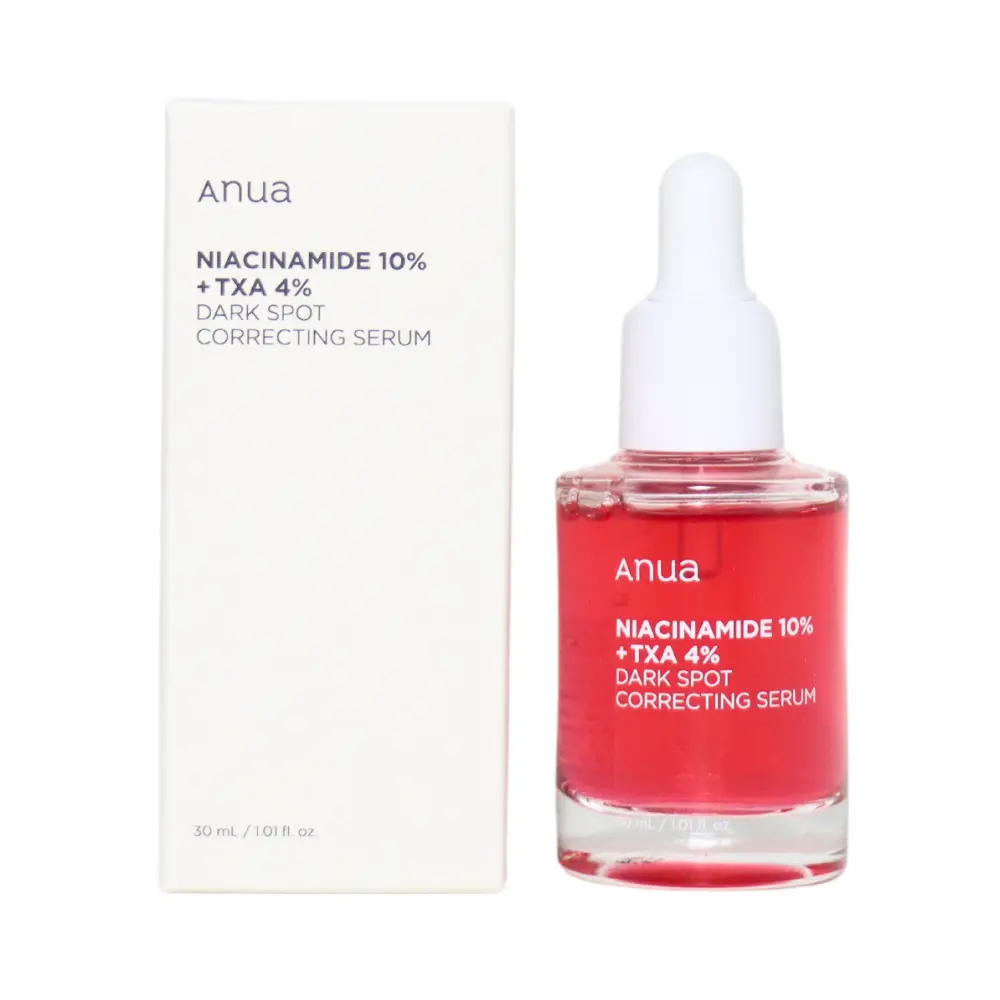 Anua
NIACINAMIDE 10%
+ TXA 4%
DARK SPOT
CORRECTING SERUM
30 mL / 1.01 fl. oz.
Anua
NIACINAMIDE 10%
+ TXA 4%
DARK SPOT
CORRECTING SERUM
30 mL / 1.01 fl. oz.